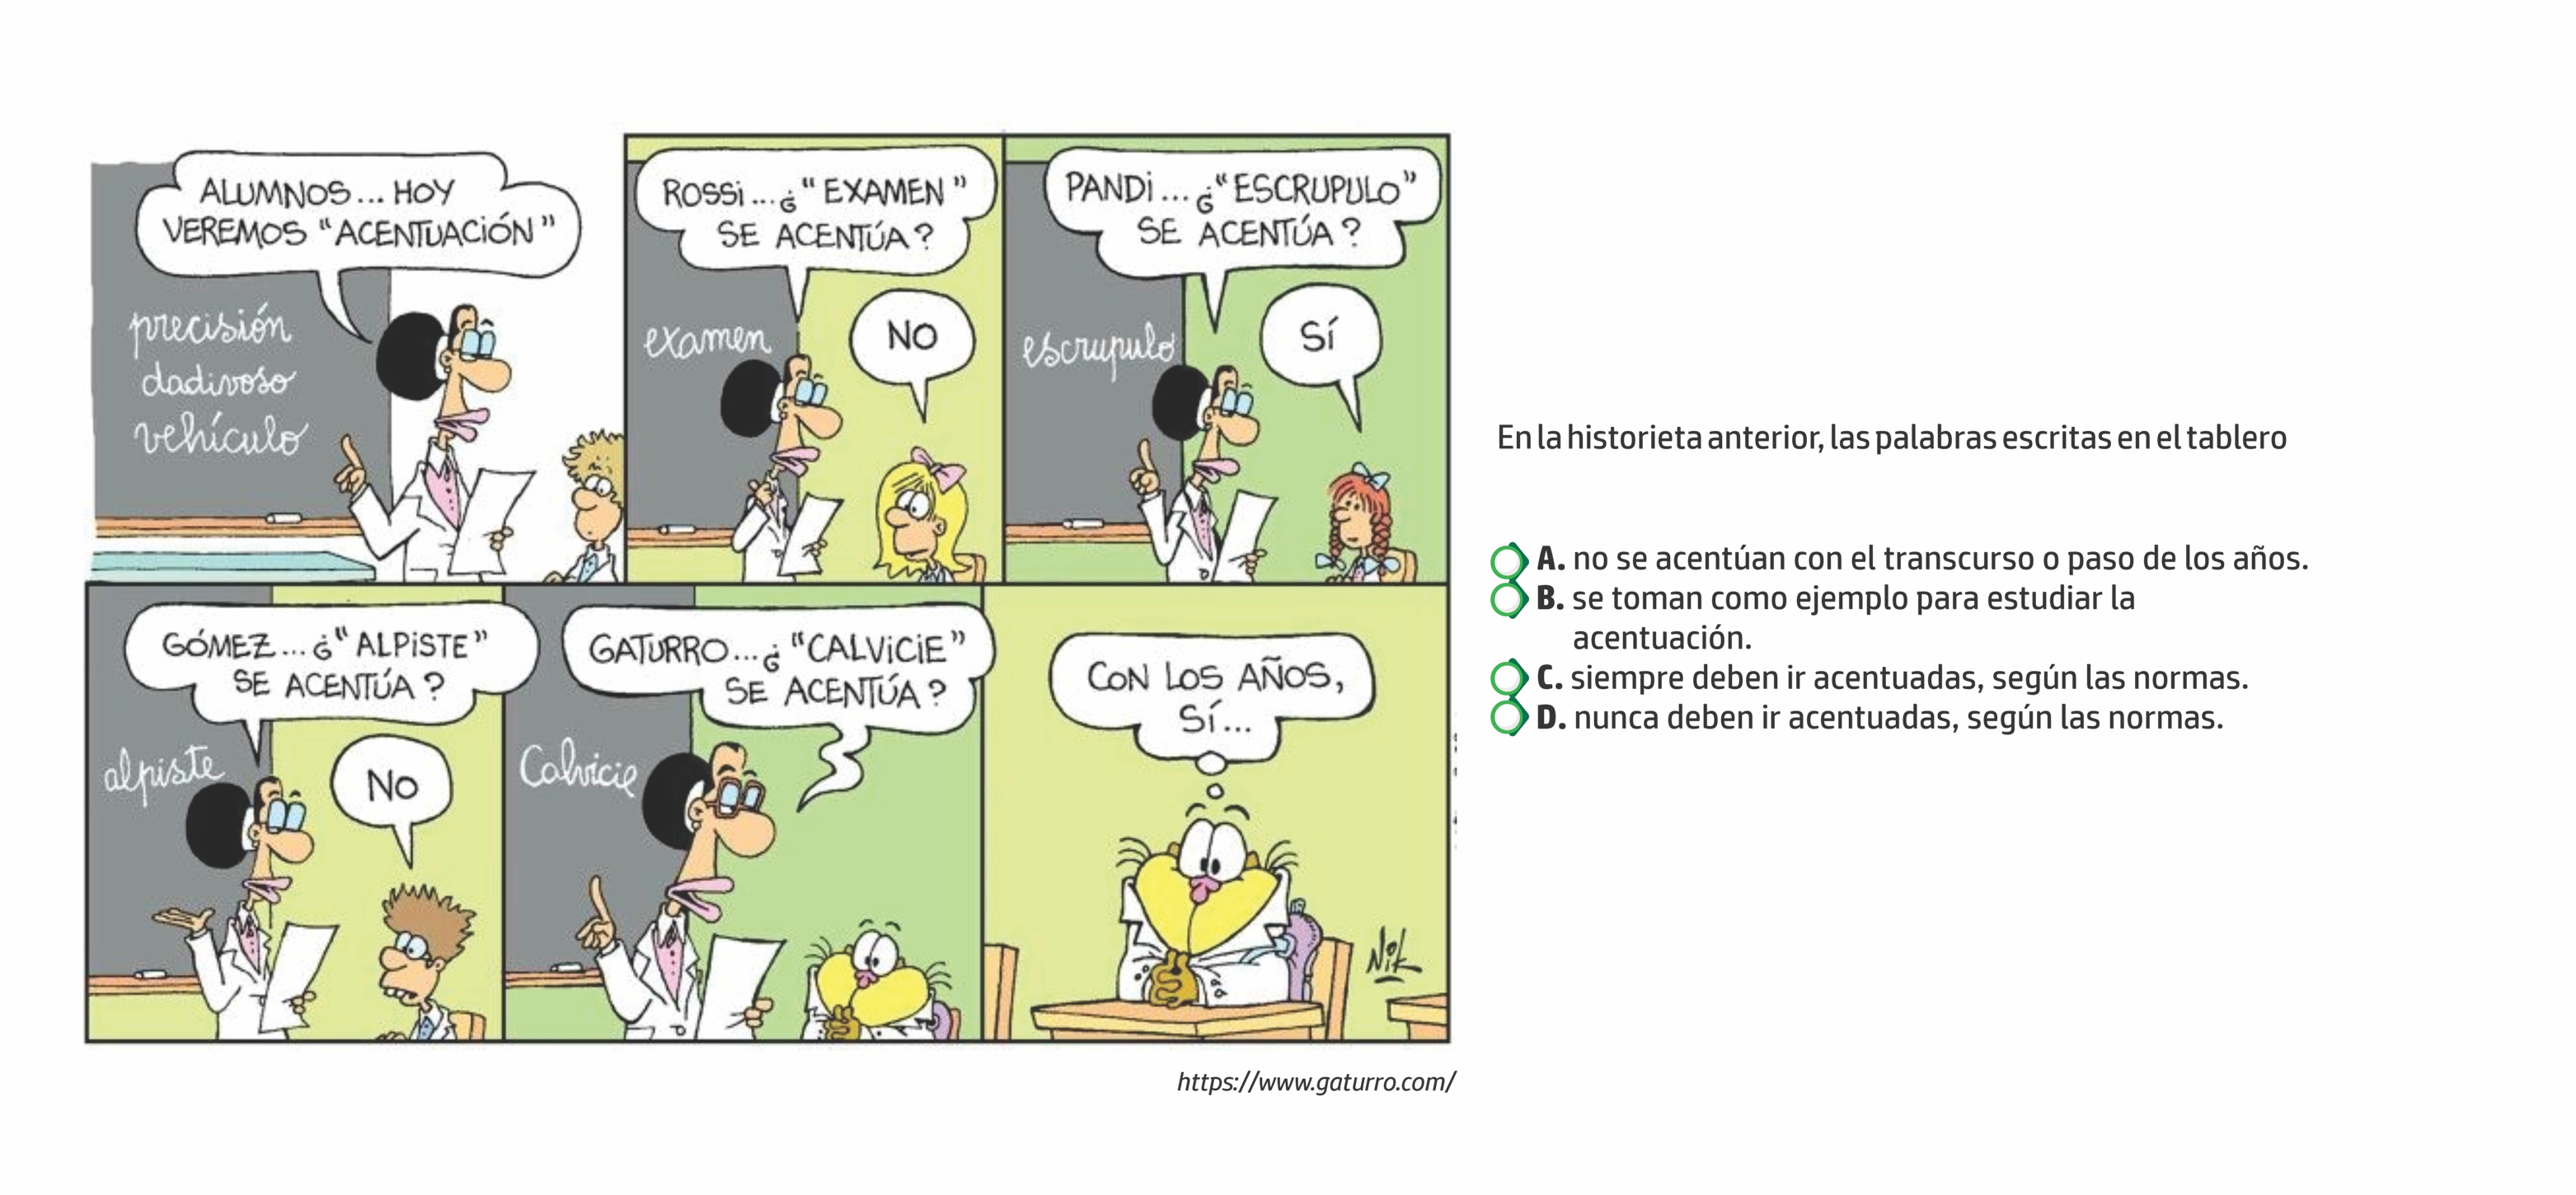 ALUMNOS... HOY
VEREMOS "ACENTUACIÓN"
precisión
dadivoso
vehículo
ROSSI... ¿"EXAMEN"
SE ACENTÚA?
examen
NO
PANDI... ¿"ESCRUPULO"
SE ACENTÚA?
escrupulo
SÍ
GÓMEZ... ¿"ALPISTE"
SE ACENTÚA?
alpiste
NO
GATURRO... ¿"CALVICIE"
SE ACENTÚA?
Calvicie
CON LOS AÑOS,
SÍ...
Nik
https://www.gaturro.com/
En la historieta anterior, las palabras escritas en el tablero
A. no se acentúan con el transcurso o paso de los años.
B. se toman como ejemplo para estudiar la
acentuación.
C. siempre deben ir acentuadas, según las normas.
D. nunca deben ir acentuadas, según las normas.